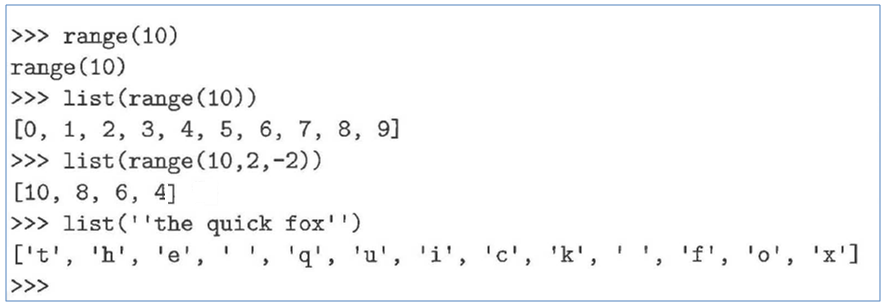 >>> range(10)
range(10)
>>> list(range(10))
[0, 1, 2, 3, 4, 5, 6, 7, 8, 9]
>>> list(range(10,2,-2))
[10, 8, 6, 4]
>>> list(''the quick fox'')
['t', 'h', 'e', ' ', 'q', 'u', 'i', 'c', 'k', ' ', 'f', 'o', 'x']
>>>